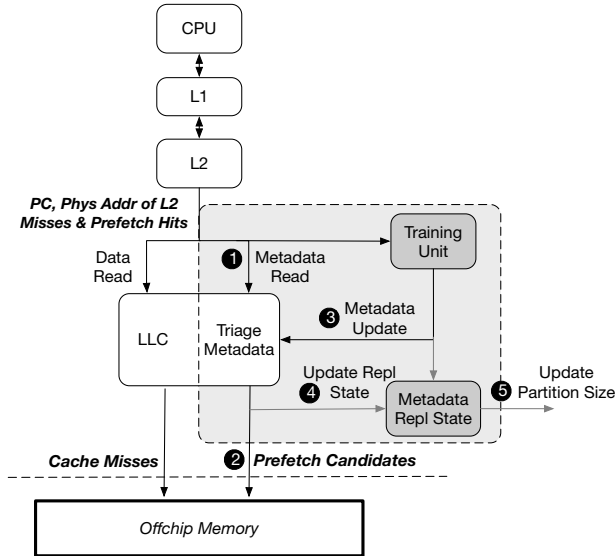 CPU
L1
L2
PC, Phys Addr of L2
Misses & Prefetch Hits
Training
Unit
Data
Read
1 Metadata
Read
LLC
Triage
Metadata
3 Metadata
Update
Update Repl
4 State
Metadata
Repl State
5 Update
Partition Size
Cache Misses
2 Prefetch Candidates
Offchip Memory